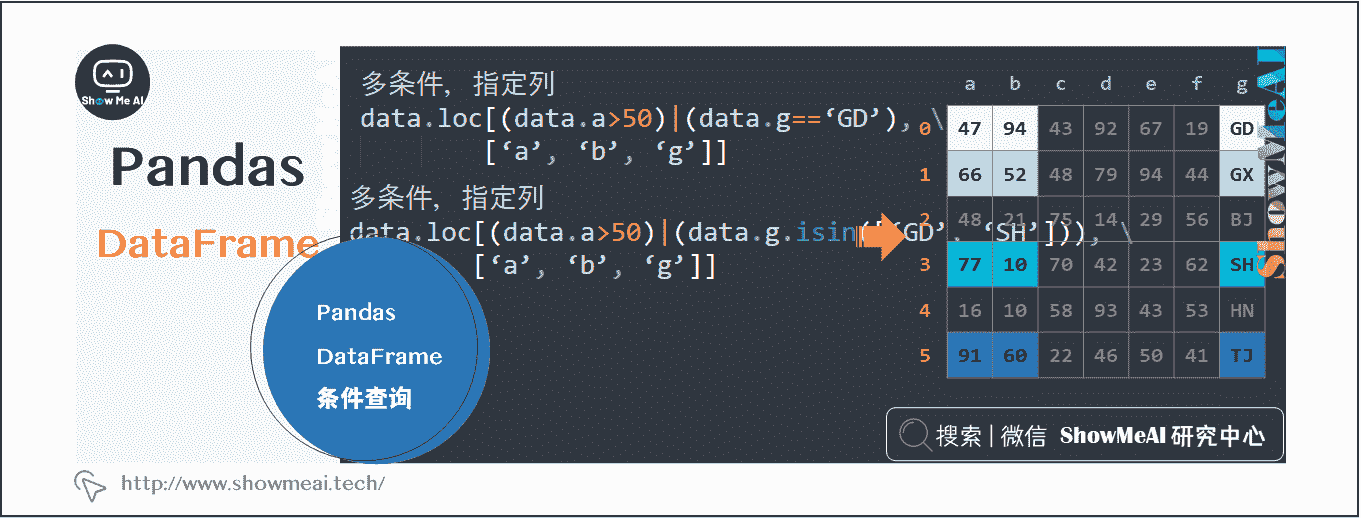 Show Me AI
Pandas
DataFrame
多条件，指定列
data.loc[(data.a>50)|(data.g==‘GD’), \
[‘a’, ‘b’, ‘g’]]
多条件，指定列
data.loc[(data.a>50)|(data.g.isin([‘GD’, ‘SH’])), \
[‘a’, ‘b’, ‘g’]]
Pandas
DataFrame
条件查询
a b c d e f g
0 47 94 43 92 67 19 GD
1 66 52 48 79 94 44 GX
2 48 21 75 14 29 56 BJ
3 77 10 70 42 23 62 SH
4 16 10 58 93 43 53 HN
5 91 60 22 46 50 41 TJ
ShowMeAI
搜索 | 微信 ShowMeAI 研究中心
http://www.showmeai.tech/